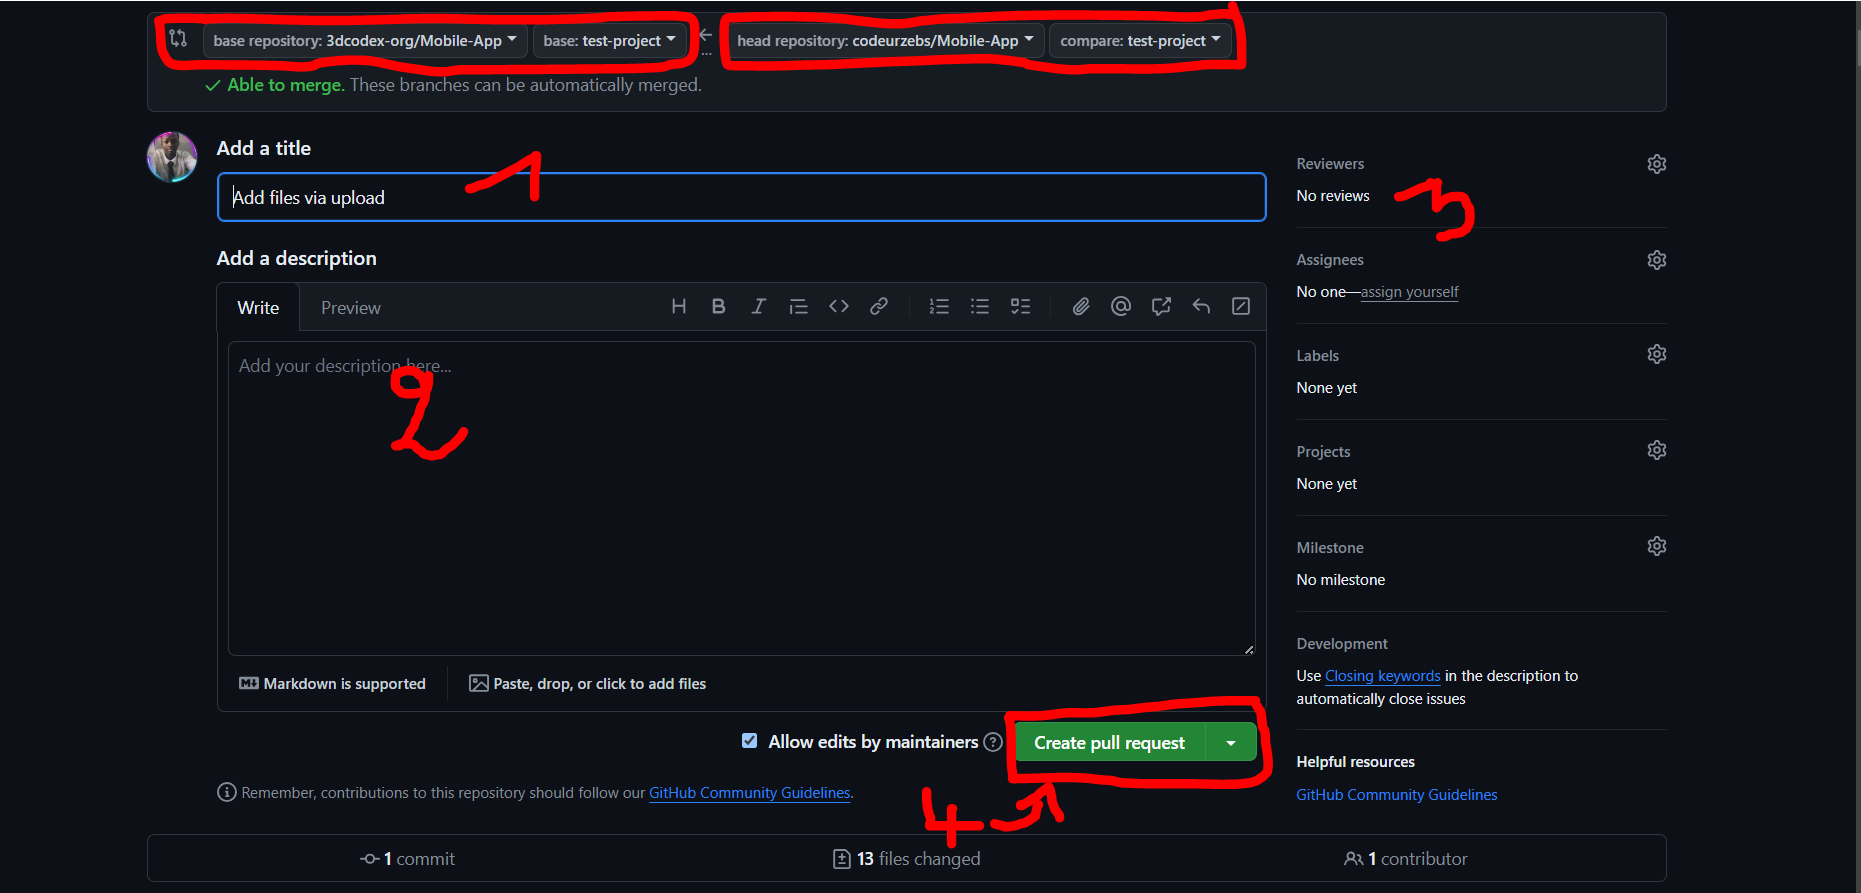 base repository: 3dcodex-org/Mobile-App base: test-project ... head repository: codeurzebs/Mobile-App compare: test-project
Able to merge. These branches can be automatically merged.
Add a title
1
Add files via upload
Add a description
Write Preview
Add your description here...
2
Markdown is supported Paste, drop, or click to add files
Allow edits by maintainers Create pull request
Remember, contributions to this repository should follow our GitHub Community Guidelines.
4
Reviewers
No reviews
3
Assignees
No one—assign yourself
Labels
None yet
Projects
None yet
Milestone
No milestone
Development
Use Closing keywords in the description to
automatically close issues
Helpful resources
GitHub Community Guidelines
1 commit 13 files changed 1 contributor